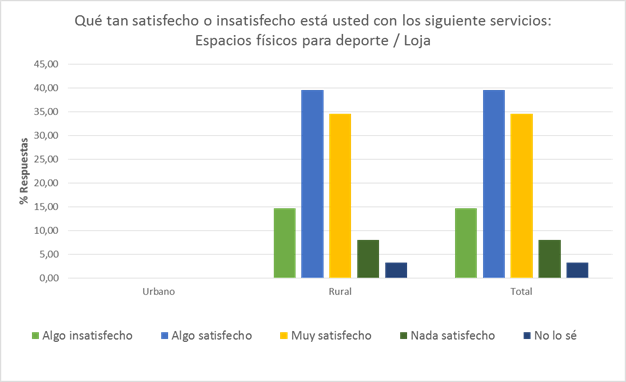 Qué tan satisfecho o insatisfecho está usted con los siguiente servicios:
Espacios físicos para deporte / Loja
45,00
40,00
35,00
30,00
25,00
20,00
15,00
10,00
5,00
0,00
% Respuestas
Urbano Rural Total
Algo insatisfecho Algo satisfecho Muy satisfecho Nada satisfecho No lo sé